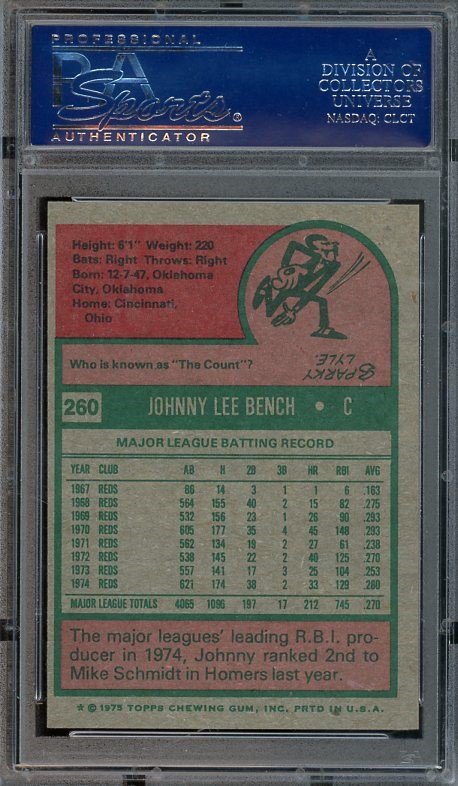 PROFESSIONAL
PSA
Sports®
AUTHENTICATOR
A
DIVISION OF
COLLECTORS
UNIVERSE
NASDAQ: CLCT
Height: 6'1" Weight: 220
Bats: Right Throws: Right
Born: 12-7-47, Oklahoma
City, Oklahoma
Home: Cincinnati,
Ohio
Who is known as "The Count"?
SPARKY
LYLE.
260 JOHNNY LEE BENCH • C
MAJOR LEAGUE BATTING RECORD
YEAR CLUB AB H 2B 3B HR RBI AVG
1967 REDS 86 14 3 1 1 6 .163
1968 REDS 564 155 40 2 15 82 .275
1969 REDS 532 156 23 1 26 90 .293
1970 REDS 605 177 35 4 45 148 .293
1971 REDS 562 134 19 2 27 61 .238
1972 REDS 538 145 22 2 40 125 .270
1973 REDS 557 141 17 3 25 104 .253
1974 REDS 621 174 38 2 33 129 .280
MAJOR LEAGUE TOTALS 4065 1096 197 17 212 745 .270
The major leagues' leading R.B.I. pro-
ducer in 1974, Johnny ranked 2nd to
Mike Schmidt in Homers last year.
* © 1975 TOPPS CHEWING GUM, INC. PRTD IN U.S.A.